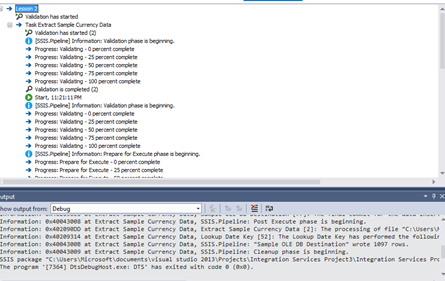 Lesson 2
Validation has started
Task Extract Sample Currency Data
Validation has started (2)
[SSIS.Pipeline] Information: Validation phase is beginning.
Progress: Validating - 0 percent complete
Progress: Validating - 25 percent complete
Progress: Validating - 50 percent complete
Progress: Validating - 75 percent complete
Progress: Validating - 100 percent complete
Validation is completed (2)
Start, 11:21:11 PM
[SSIS.Pipeline] Information: Validation phase is beginning.
Progress: Validating - 0 percent complete
Progress: Validating - 25 percent complete
Progress: Validating - 50 percent complete
Progress: Validating - 75 percent complete
Progress: Validating - 100 percent complete
[SSIS.Pipeline] Information: Prepare for Execute phase is beginning.
Progress: Prepare for Execute - 0 percent complete
Progress: Prepare for Execute - 25 percent complete
Progress: Prepare for Execute - 50 percent complete
utput
how output from: Debug
Information: 0x40043008 at Extract Sample Currency Data, SSIS.Pipeline: Post Execute phase is beginning.
Information: 0x402090DD at Extract Sample Currency Data, Extract Sample Currency Data [2]: The processing of file "C:\Users\M
Information: 0x40209314 at Extract Sample Currency Data, Lookup Date Key [52]: The Lookup Date Key has performed the followin
Information: 0x4004300B at Extract Sample Currency Data, SSIS.Pipeline: "Sample OLE DB Destination" wrote 1097 rows.
Information: 0x40043009 at Extract Sample Currency Data, SSIS.Pipeline: Cleanup phase is beginning.
SSIS package "C:\Users\Microsoft\documents\visual studio 2013\Projects\Integration Services Project3\Integration Services Pro
The program '[7364] DtsDebugHost.exe: DTS' has exited with code 0 (0x0).